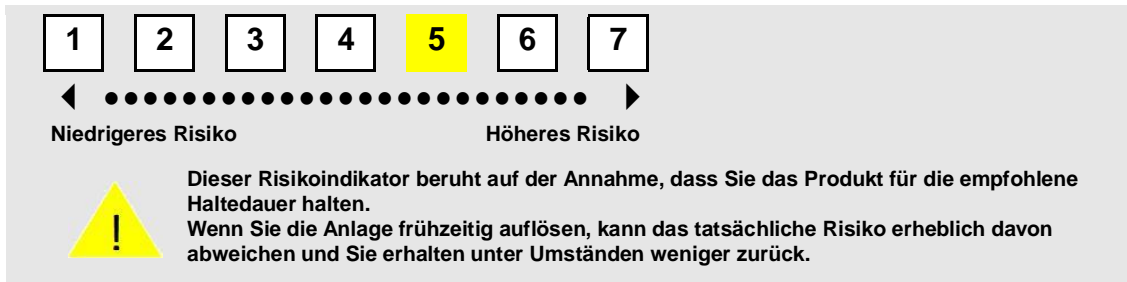 1 2 3 4 5 6 7
Niedrigeres Risiko Höheres Risiko
Dieser Risikoindikator beruht auf der Annahme, dass Sie das Produkt für die empfohlene
Haltedauer halten.
Wenn Sie die Anlage frühzeitig auflösen, kann das tatsächliche Risiko erheblich davon
abweichen und Sie erhalten unter Umständen weniger zurück.
!